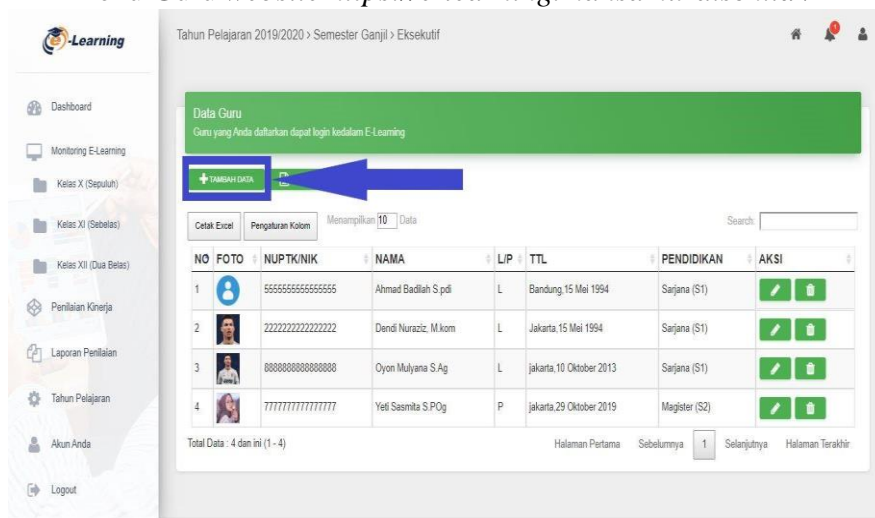 -Learning
Tahun Pelajaran 2019/2020 > Semester Ganjil > Eksekutif
Dashboard
Monitoring E-Learning
Kelas X (Sepuluh)
Kelas XI (Sebelas)
Kelas XII (Dua Belas)
Penilaian Kinerja
Laporan Penilaian
Tahun Pelajaran
Akun Anda
Logout
Data Guru
Guru yang Anda daftarkan dapat login kedalam E-Learning
TAMBAH DATA
Cetak Excel Pengaturan Kolom Menampilkan 10 Data Search:
NO FOTO NUPTK/NIK NAMA L/P TTL PENDIDIKAN AKSI
1 5555555555555555 Ahmad Badilah S.pdi L Bandung,15 Mei 1994 Sarjana (S1)
2 2222222222222222 Dendi Nuraziz, M.kom L Jakarta,15 Mei 1994 Sarjana (S1)
3 8888888888888888 Oyon Mulyana S.Ag L jakarta,10 Oktober 2013 Sarjana (S1)
4 7777777777777777 Yeti Sasmita S.POg P jakarta,29 Oktober 2019 Magister (S2)
Total Data : 4 dan ini (1 - 4) Halaman Pertama Sebelumnya 1 Selanjutnya Halaman Terakhir